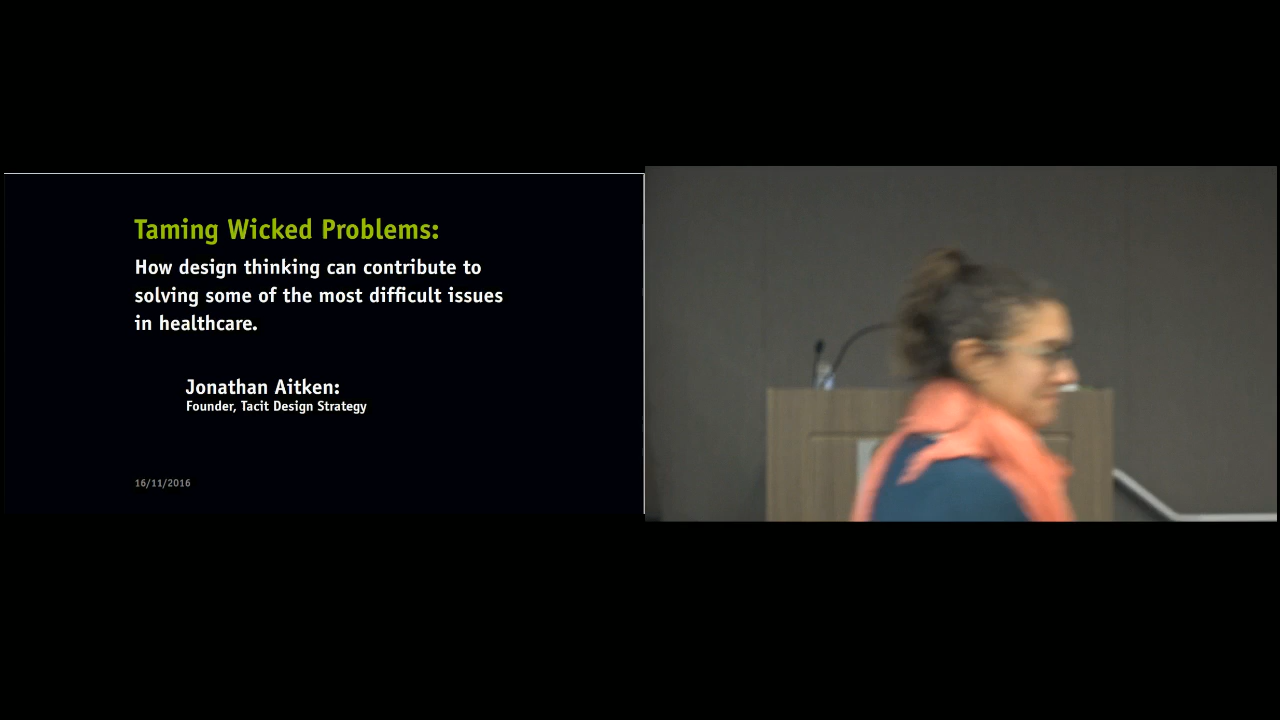 Taming Wicked Problems:
How design thinking can contribute to
solving some of the most difficult issues
in healthcare.
Jonathan Aitken:
Founder, Tacit Design Strategy
16/11/2016